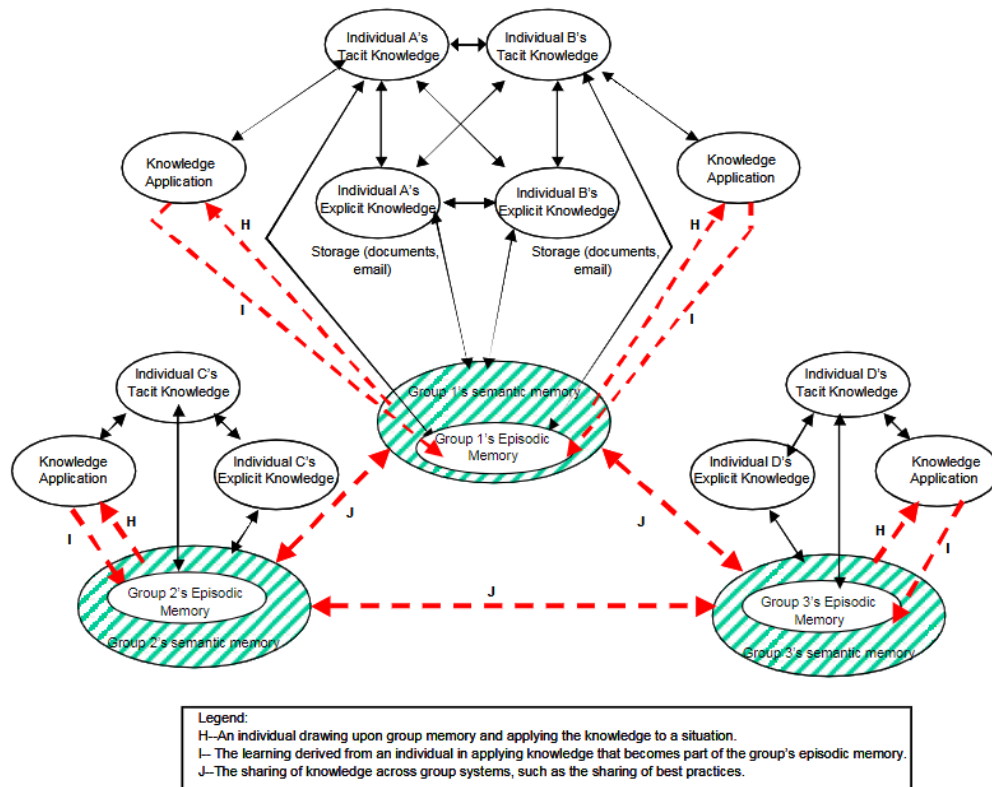 Individual A's
Tacit Knowledge
Individual B's
Tacit Knowledge
Knowledge
Application
Knowledge
Application
Individual A's
Explicit Knowledge
Individual B's
Explicit Knowledge
H
H
Storage (documents,
email)
Storage (documents,
email)
I
I
Individual C's
Tacit Knowledge
Group 1's semantic memory
Individual D's
Tacit Knowledge
Group 1's Episodic
Memory
Knowledge
Application
Individual C's
Explicit Knowledge
Individual D's
Explicit Knowledge
Knowledge
Application
J
J
H
I
H
I
Group 2's Episodic
Memory
Group 2's semantic memory
J
Group 3's Episodic
Memory
Group 3's semantic memory
Legend:
H--An individual drawing upon group memory and applying the knowledge to a situation.
I-- The learning derived from an individual in applying knowledge that becomes part of the group's episodic memory.
J--The sharing of knowledge across group systems, such as the sharing of best practices.